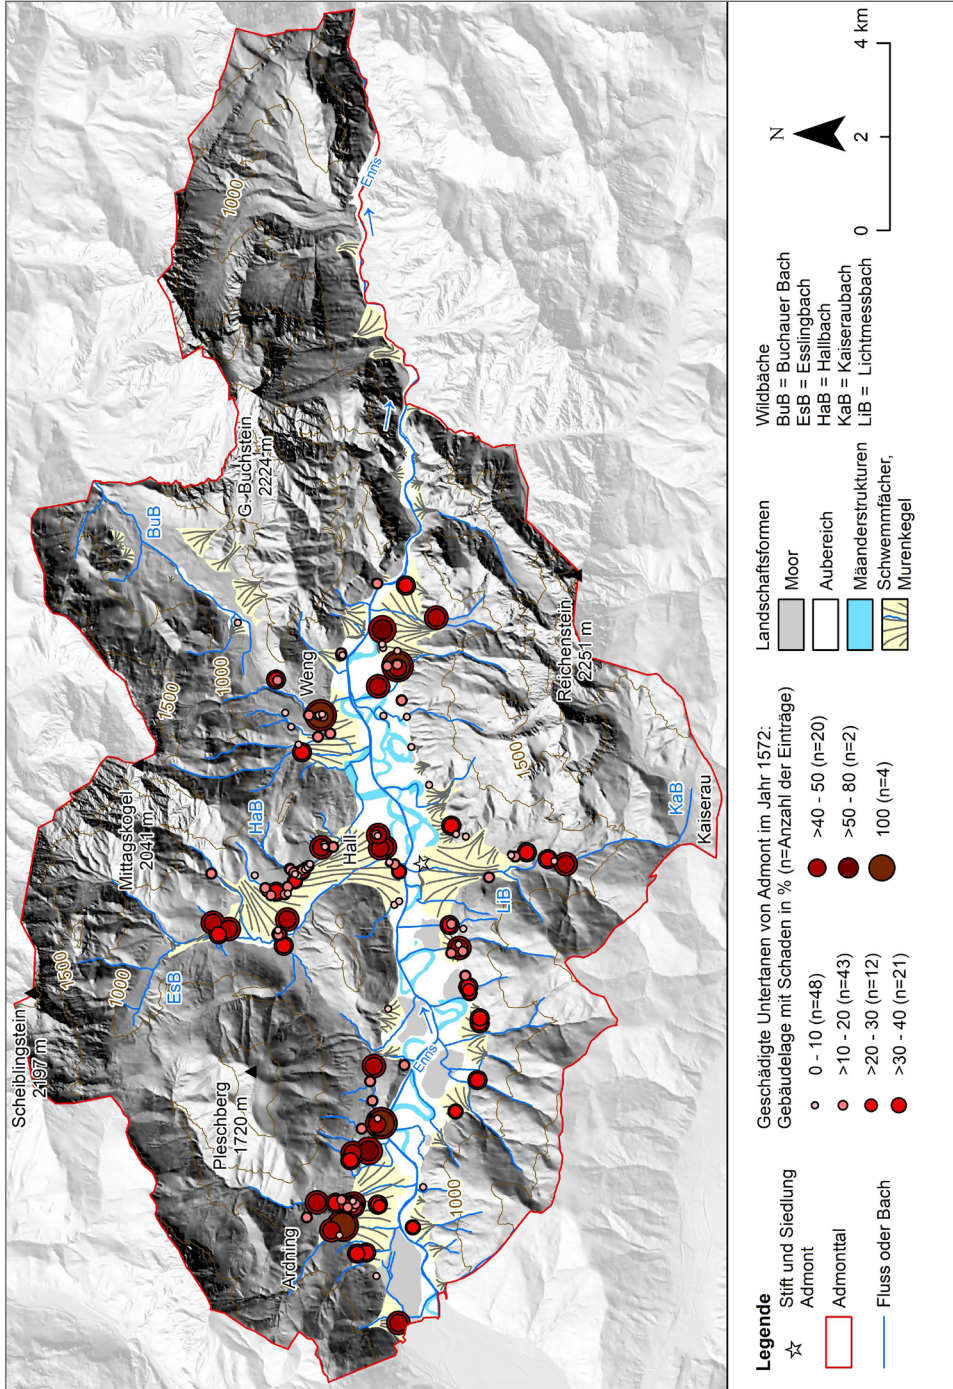 Scheiblingstein
2197 m
1500
1000
EsB
Pleschberg
1720 m
Ardning
Mittagskogel
2041 m
HaB
Hall
1500
1000
Weng
BuB
G. Buchstein
2224 m
1000
Enns
Enns
1000
LiB
KaB
Kaiserau
1500
Reichenstein
2251 m
Legende
Stift und Siedlung
Admont
Admonttal
Fluss oder Bach
Geschädigte Untertanen von Admont im Jahr 1572:
Gebäudelage mit Schaden in % (n=Anzahl der Einträge)
0 - 10 (n=48)
>10 - 20 (n=43)
>20 - 30 (n=12)
>30 - 40 (n=21)
>40 - 50 (n=20)
>50 - 80 (n=2)
100 (n=4)
Landschaftsformen
Moor
Aubereich
Mäanderstrukturen
Schwemmfächer,
Murenkegel
Wildbäche
BuB = Buchauer Bach
EsB = Esslingbach
HaB = Hallbach
KaB = Kaiseraubach
LiB = Lichtmessbach
N
0 2 4 km